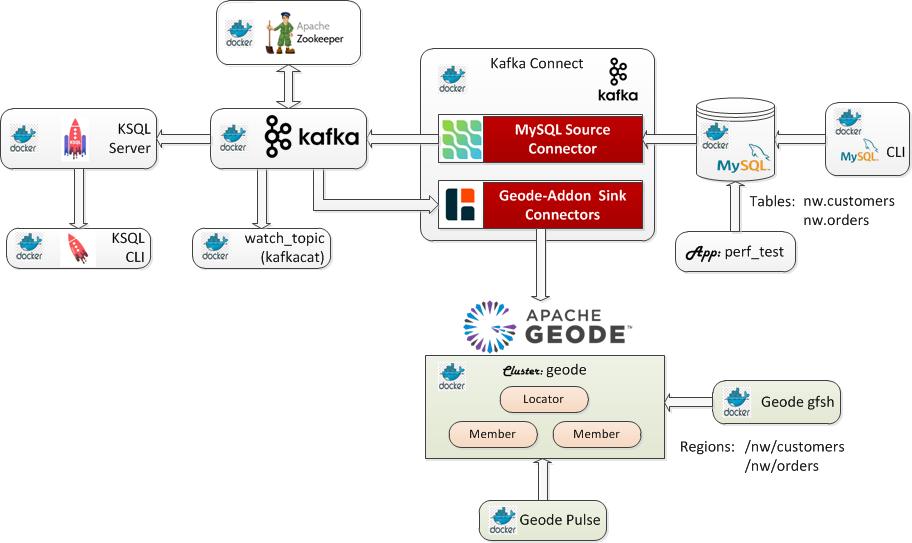 docker
Apache
Zookeeper
docker
KSQL
Server
KSQL
docker
kafka
docker
Kafka Connect
kafka
MySQL Source
Connector
Geode-Addon Sink
Connectors
docker
MySQL
docker
MySQL
CLI
Tables: nw.customers
nw.orders
App: perf_test
docker
KSQL
CLI
docker
watch_topic
(kafkacat)
APACHE
GEODE™
docker
Cluster: geode
Locator
Member
Member
docker
Geode gfsh
Regions: /nw/customers
/nw/orders
docker
Geode Pulse